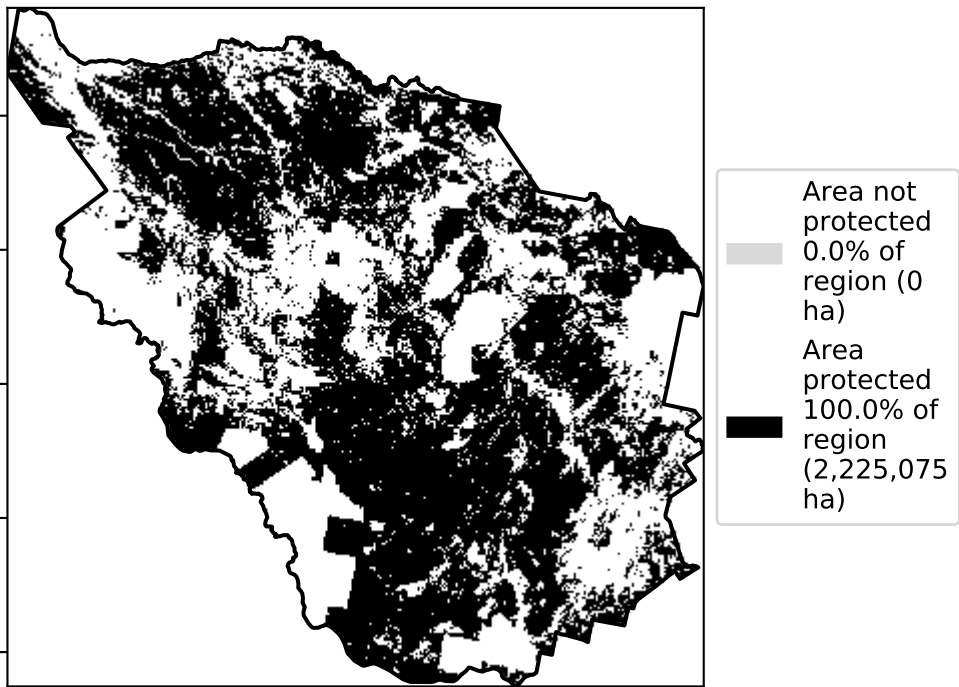 Area not
protected
0.0% of
region (0
ha)
Area
protected
100.0% of
region
(2,225,075
ha)